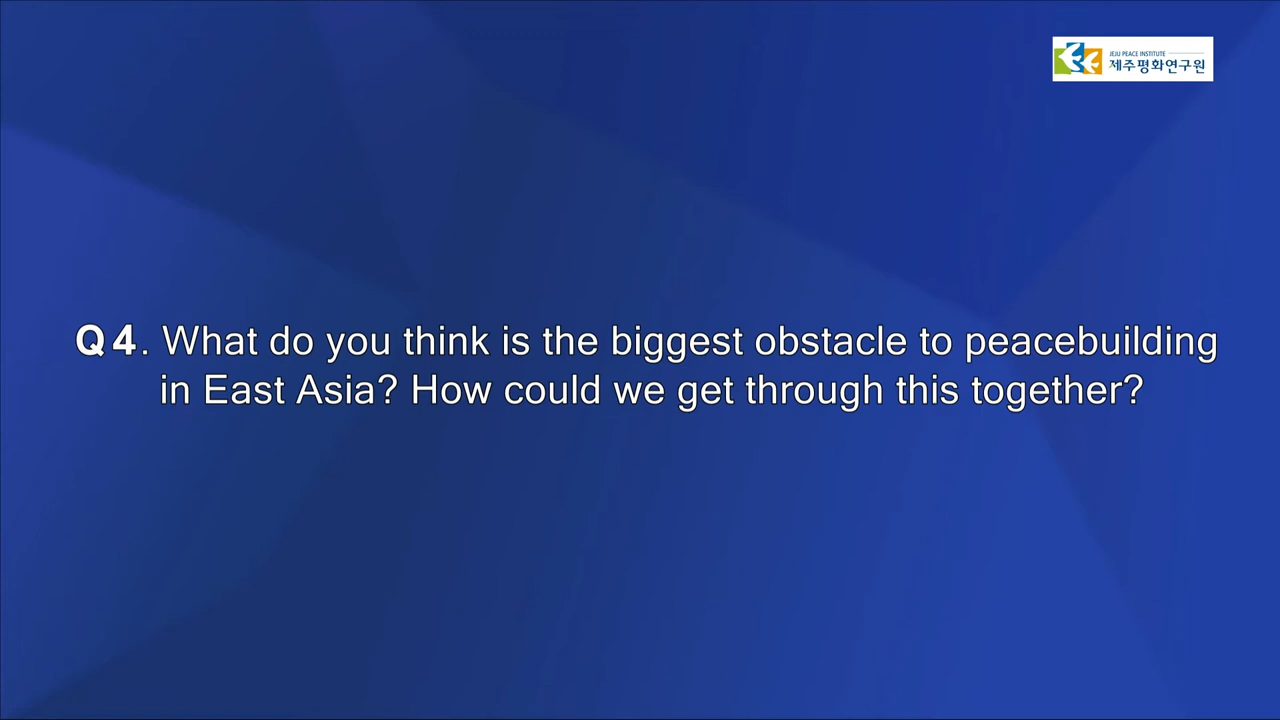 JEJU PEACE INSTITUTE
제주평화연구원
Q4. What do you think is the biggest obstacle to peacebuilding
in East Asia? How could we get through this together?